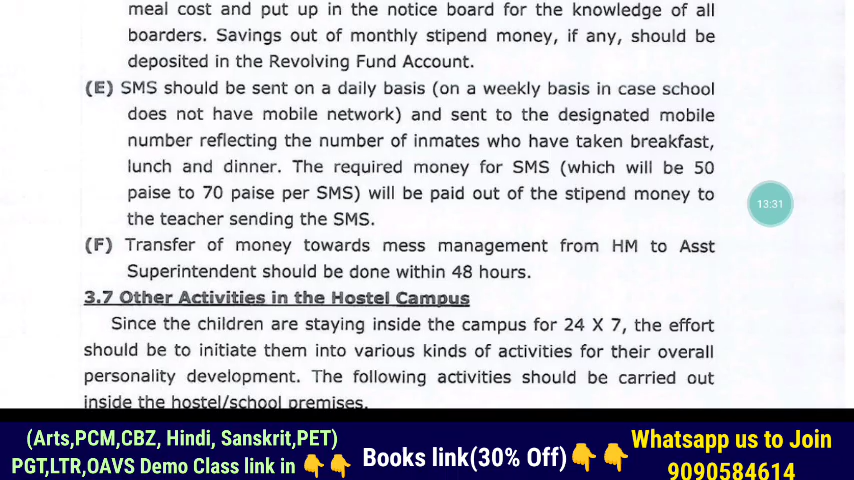 meal cost and put up in the notice board for the knowledge of all
boarders. Savings out of monthly stipend money, if any, should be
deposited in the Revolving Fund Account.
(E) SMS should be sent on a daily basis (on a weekly basis in case school
does not have mobile network) and sent to the designated mobile
number reflecting the number of inmates who have taken breakfast,
lunch and dinner. The required money for SMS (which will be 50
paise to 70 paise per SMS) will be paid out of the stipend money to
the teacher sending the SMS.
13:31
(F) Transfer of money towards mess management from HM to Asst
Superintendent should be done within 48 hours.
3.7 Other Activities in the Hostel Campus
Since the children are staying inside the campus for 24 X 7, the effort
should be to initiate them into various kinds of activities for their overall
personality development. The following activities should be carried out
inside the hostel/school premises.
(Arts,PCM,CBZ, Hindi, Sanskrit,PET)
PGT,LTR,OAVS Demo Class link in 👇👇
Books link(30% Off)👇👇
Whatsapp us to Join
9090584614